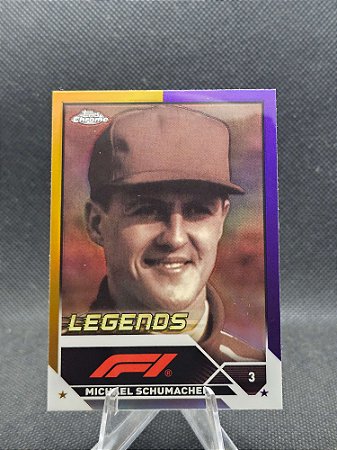 Topps
Chrome
LEGENDS
F1®
3
MICHAEL SCHUMACHER